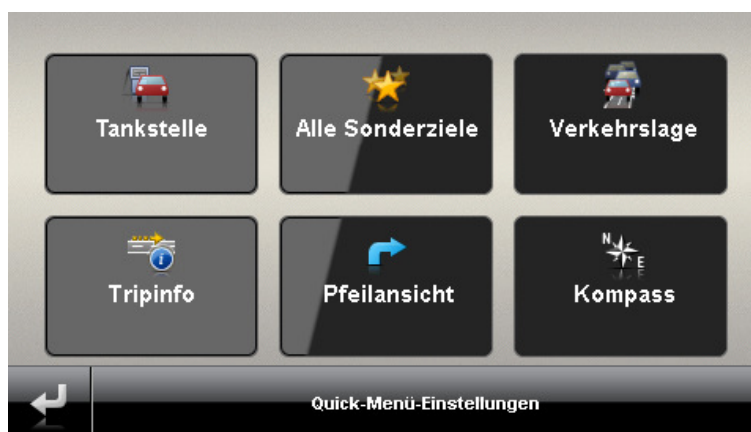 Tankstelle
Alle Sonderziele
Verkehrslage
Tripinfo
Pfeilansicht
N
E
Kompass
Quick-Menü-Einstellungen